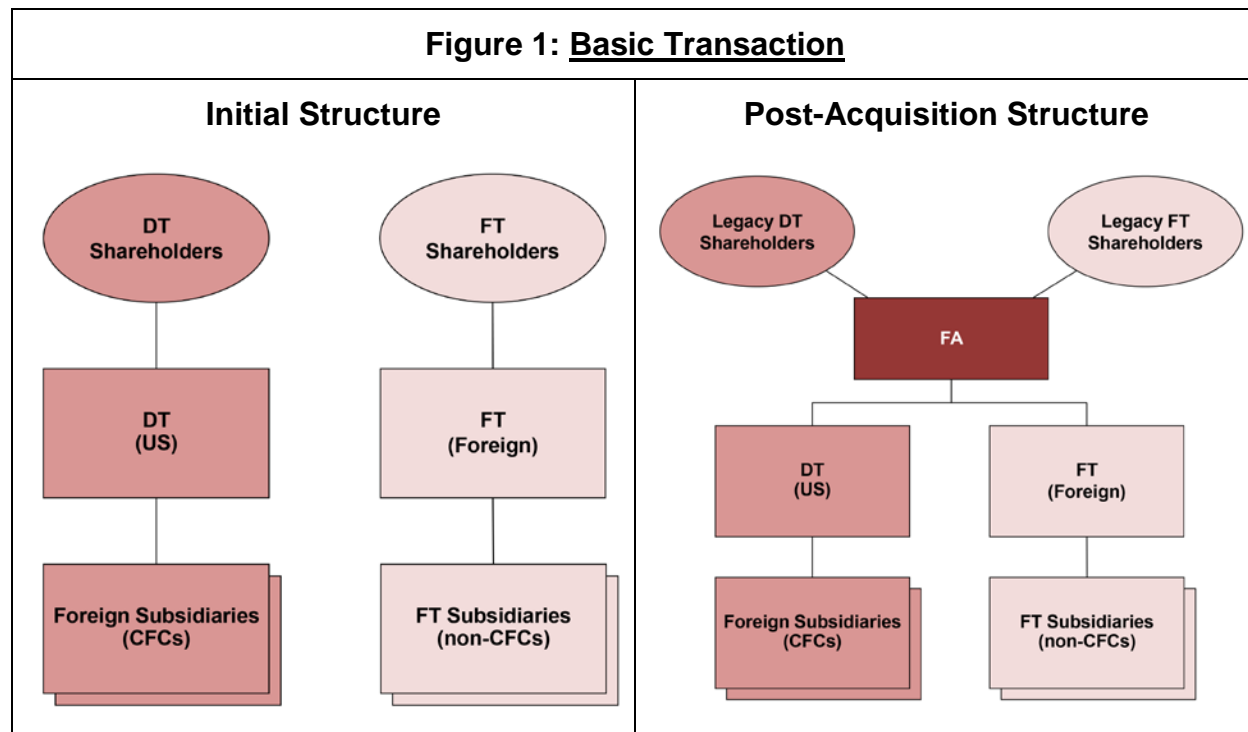 Figure 1: Basic Transaction
Initial Structure
DT
Shareholders
FT
Shareholders
DT
(US)
FT
(Foreign)
Foreign Subsidiaries
(CFCs)
FT Subsidiaries
(non-CFCs)
Post-Acquisition Structure
Legacy DT
Shareholders
Legacy FT
Shareholders
FA
DT
(US)
FT
(Foreign)
Foreign Subsidiaries
(CFCs)
FT Subsidiaries
(non-CFCs)